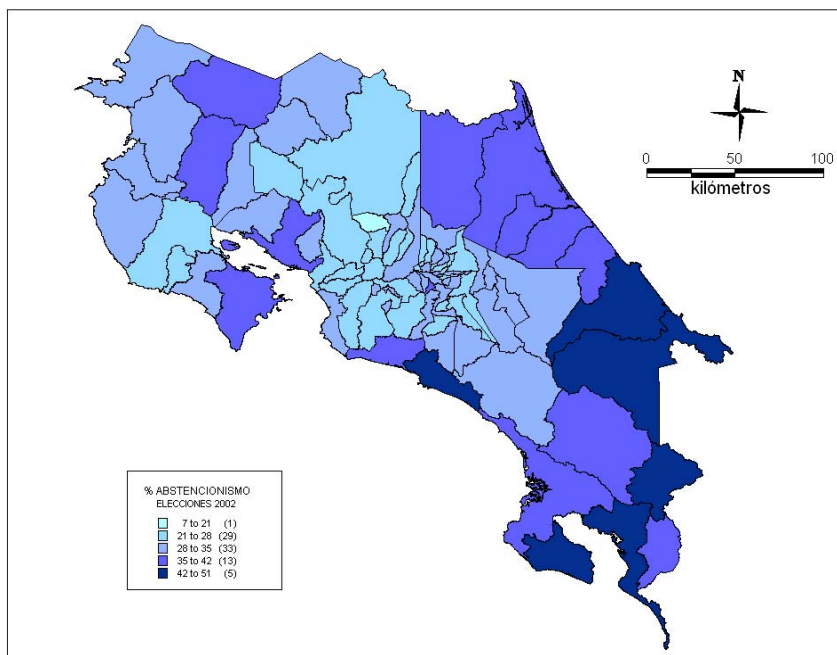 N
0 50 100
kilómetros
% ABSTENCIONISMO
ELECCIONES 2002
7 to 21 (1)
21 to 28 (29)
28 to 35 (33)
35 to 42 (13)
42 to 51 (5)